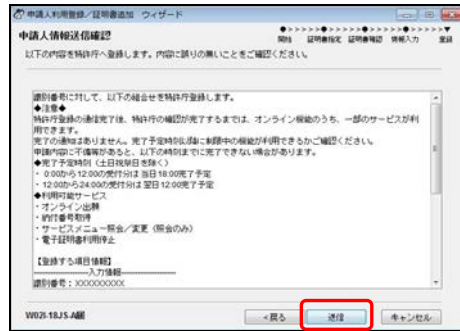 申請人利用登録／証明書追加 ウィザード
申請人情報送信確認
●>>>>>●>>>>>●>>>>>●>>>>>▼
開始 証明書指定 証明書確認 情報入力 登録
以下の内容を特許庁へ登録します。内容に誤りの無いことをご確認ください。
識別番号に対して、以下の組合せを特許庁登録します。
◆注意◆
特許庁登録の通信完了後、特許庁の確認が完了するまでは、オンライン機能のうち、一部のサービスが利
用できます。
完了の通知はありません。完了予定時刻以降に制限中の機能が利用できるかご確認ください。
申請内容に不備等があると、以下の時刻までに完了できない場合があります。
◆完了予定時刻（土日祝祭日を除く）
・ 0:00から12:00の受付分は当日18:00完了予定
・ 12:00から24:00の受付分は翌日12:00完了予定
◆利用可能サービス
・オンライン出願
・納付番号取得
・サービスメニュー照会／変更（照会のみ）
・電子証明書利用停止
【登録する項目情報】
----------------入力情報----------------
識別番号：XXXXXXXXX
W02I-18JS-A画
<戻る
送信
キャンセル